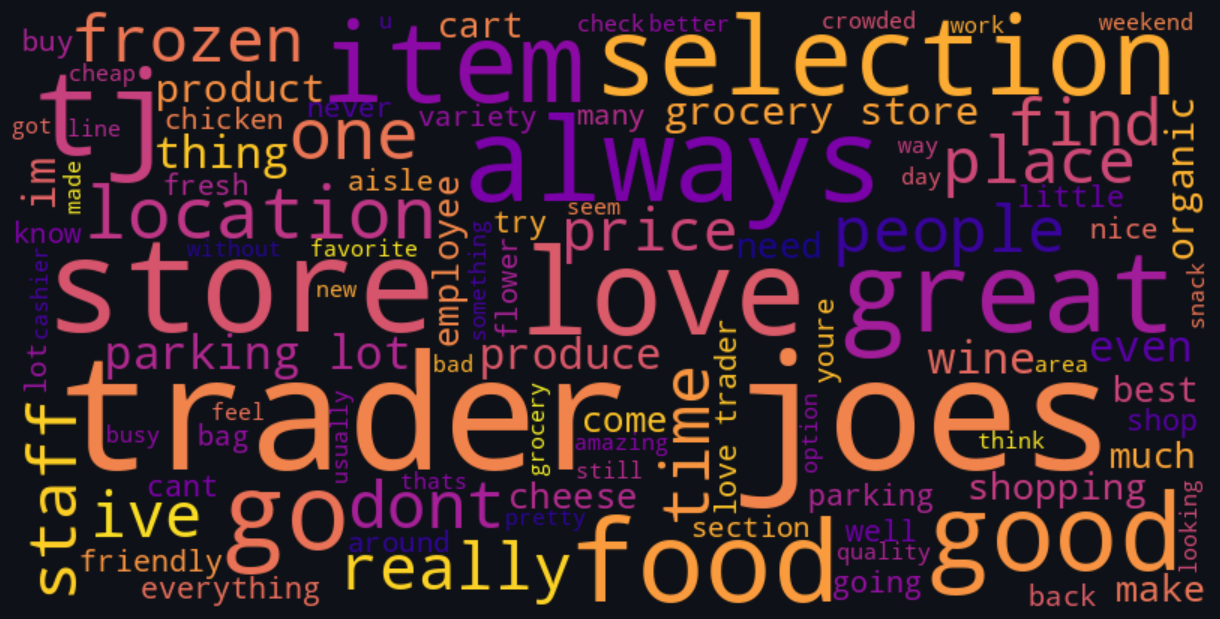 buy
frozen
item
u
cart
check
better
selection
crowded
work
weekend
tj
cheap
product
never
variety
many
grocery store
find
organic
got
line
chicken
one
always
way
place
im
made
thing
fresh
aisle
day
little
location
employee
try
seem
price
people
nice
know
without
favorite
something
flower
need
store
new
love
great
snack
cashier
lot
parking lot
bad
produce
youre
wine
area
even
trader joes
love trader
time
best
staff
feel
busy
bag
usually
grocery
come
amazing
option
think
shop
much
still
cant
thats
cheese
parking
shopping
ive
go
dont
pretty
section
well
good
looking
friendly
around
really
food
quality
everything
going
back
make